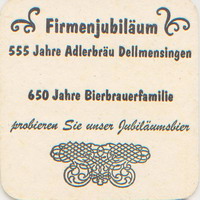 Firmenjubiläum
555 Jahre Adlerbräu Dellmensingen
650 Jahre Bierbrauerfamilie
probieren Sie unser Jubiläumsbier